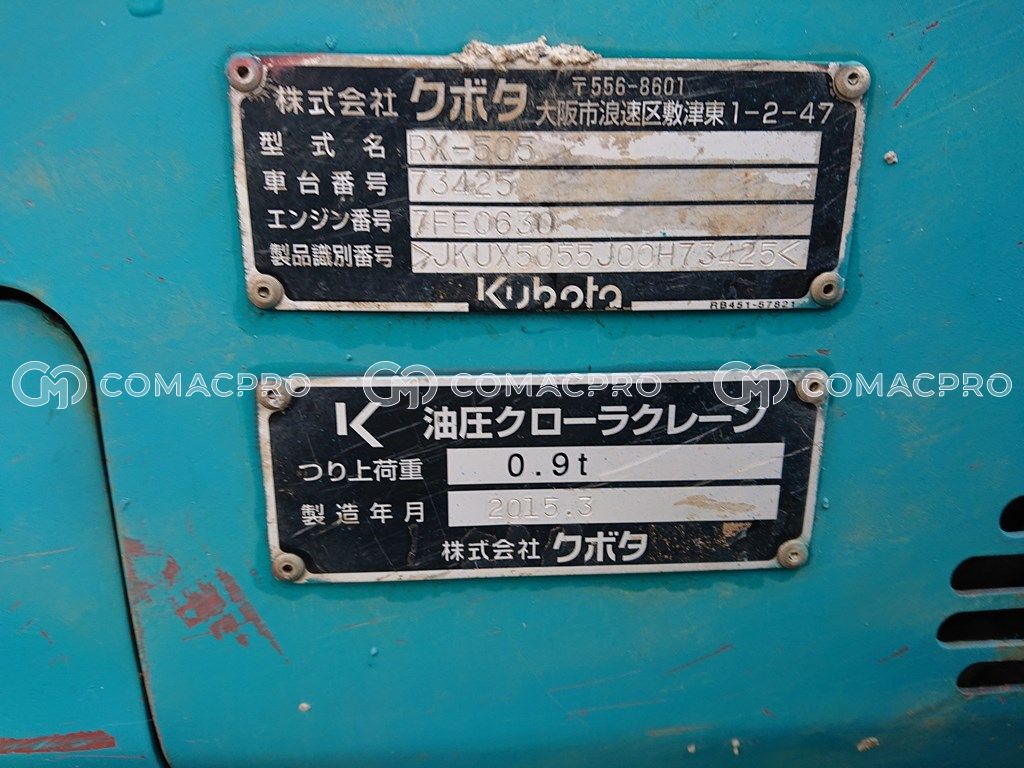 株式会社 クボタ 〒556-8601
大阪市浪速区敷津東1-2-47
型式名 RX-505
車台番号 73425
エンジン番号 7FE0630
製品識別番号 >JKUX5055J00H73425<
Kubota RB451-57821
COMACPRO COMACPRO COMACPRO
K 油圧クローラクレーン
つり上荷重 0.9t
製造年月 2015.3
株式会社 クボタ